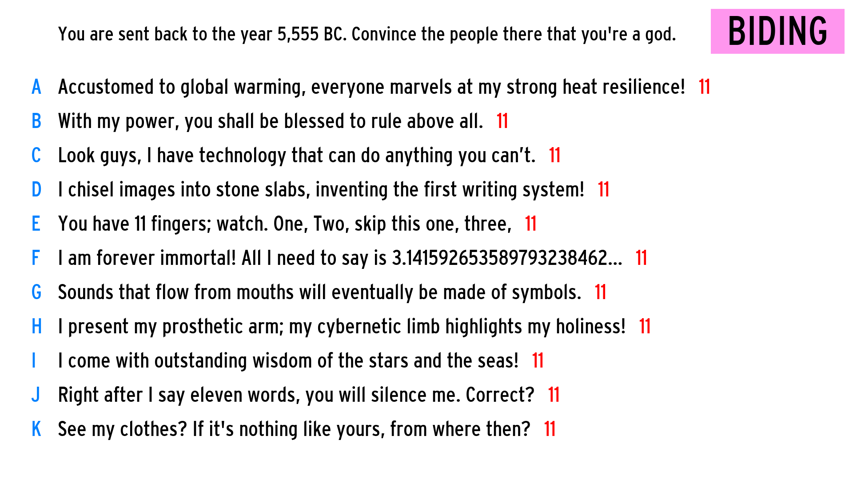 You are sent back to the year 5,555 BC. Convince the people there that you're a god.
BIDING
A Accustomed to global warming, everyone marvels at my strong heat resilience! 11
B With my power, you shall be blessed to rule above all. 11
C Look guys, I have technology that can do anything you can’t. 11
D I chisel images into stone slabs, inventing the first writing system! 11
E You have 11 fingers; watch. One, Two, skip this one, three, 11
F I am forever immortal! All I need to say is 3.141592653589793238462... 11
G Sounds that flow from mouths will eventually be made of symbols. 11
H I present my prosthetic arm; my cybernetic limb highlights my holiness! 11
I I come with outstanding wisdom of the stars and the seas! 11
J Right after I say eleven words, you will silence me. Correct? 11
K See my clothes? If it's nothing like yours, from where then? 11